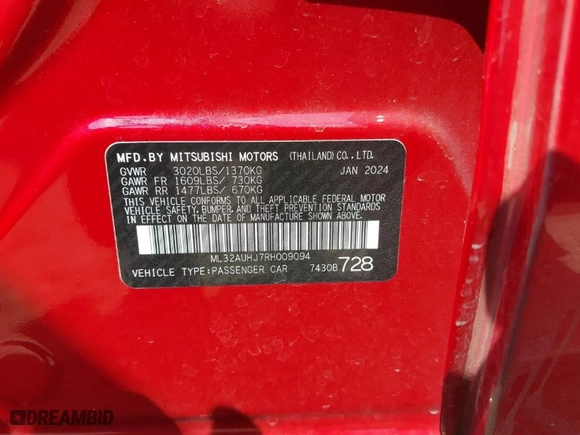 MFD.BY MITSUBISHI MOTORS (THAILAND) CO.,LTD.
GVWR 3020LBS/1370KG JAN 2024
GAWR FR 1609LBS/ 730KG
GAWR RR 1477LBS/ 670KG
THIS VEHICLE CONFORMS TO ALL APPLICABLE FEDERAL MOTOR
VEHICLE SAFETY, BUMPER, AND THEFT PREVENTION STANDARDS
IN EFFECT ON THE DATE OF MANUFACTURE SHOWN ABOVE.
ML32AUHJ7RH009094
VEHICLE TYPE:PASSENGER CAR 7430B 728
DREAMBID